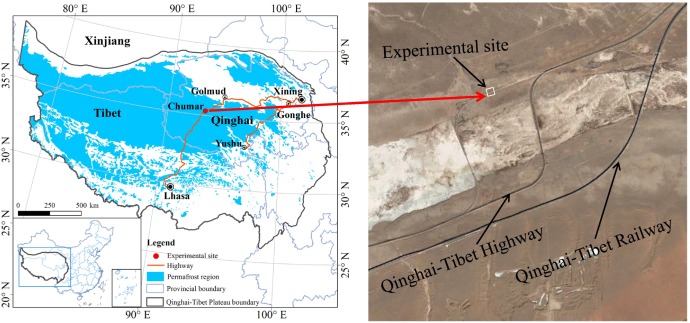 80° E
90° E
100° E
Xinjiang
40° N
35° N
Golmud
Xining
Chumar
Tibet
Qinghai
Gonghe
35° N
30° N
Yushu
Lhasa
30° N
25° N
0 250 500 km
Legend
Experimental site
Highway
Permafrost region
Provincial boundary
Qinghai-Tibet Plateau boundary
25° N
20° N
90° E
100° E
Experimental site
Qinghai-Tibet Highway
Qinghai-Tibet Railway